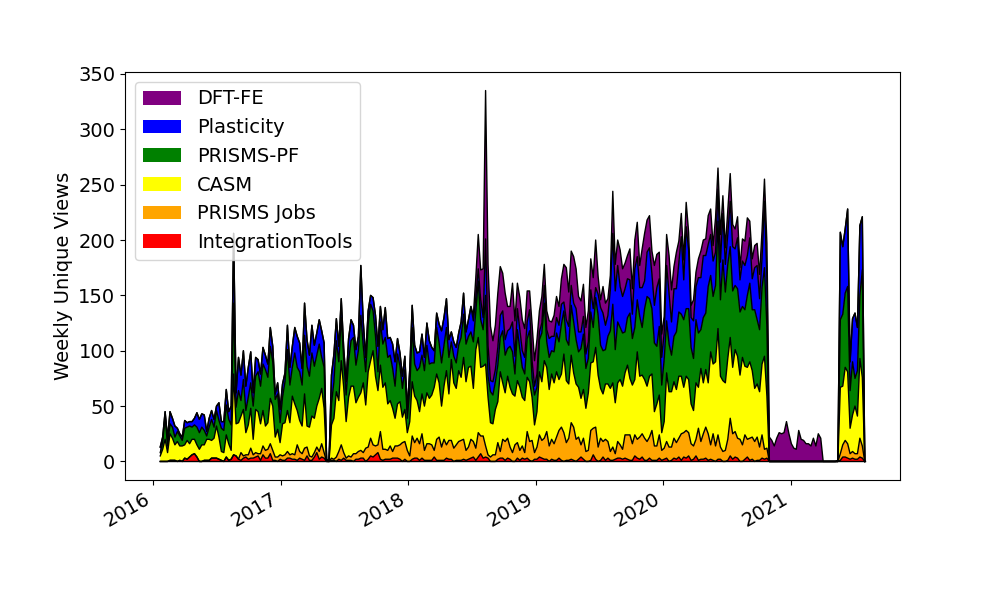 350
300
250
200
150
100
50
0
Weekly Unique Views
DFT-FE
Plasticity
PRISMS-PF
CASM
PRISMS Jobs
IntegrationTools
2016
2017
2018
2019
2020
2021